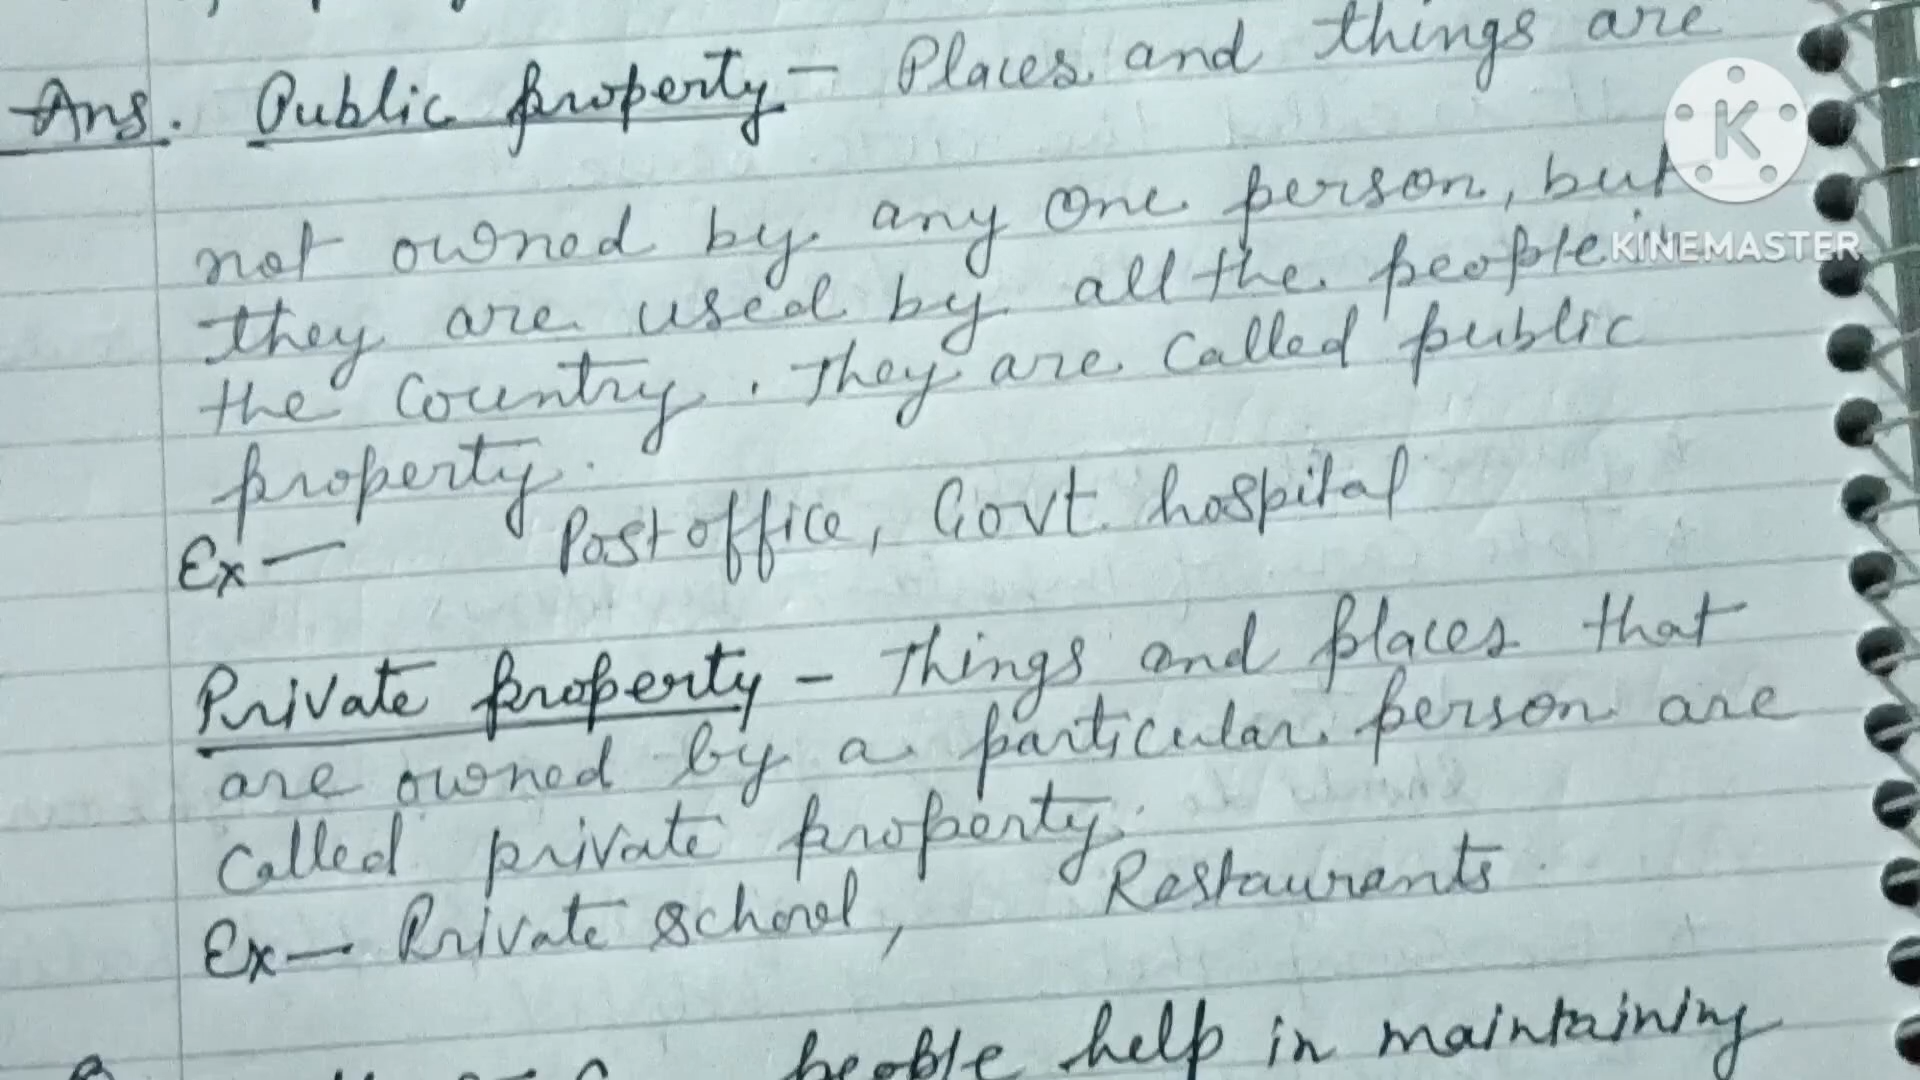 Ans. Public property - Places and things are
not owned by any one person, but
they are used by all the people in
the country. They are called public
property.
Ex - Post office, Govt. hospital
Private property - Things and places that
are owned by a particular person are
called private property.
Ex - Private school, Restaurants
people help in maintaining
K
KINEMASTER